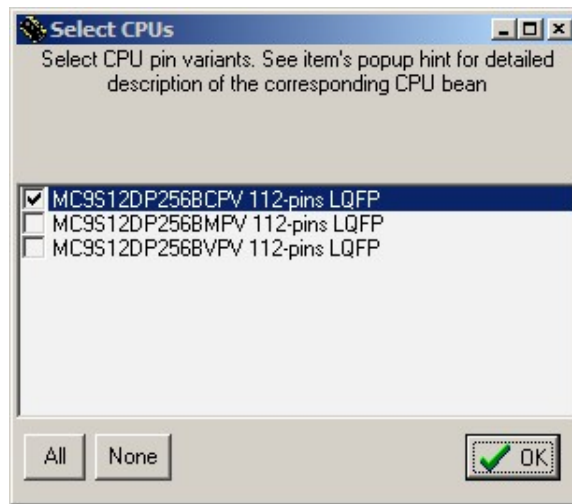 Select CPUs
Select CPU pin variants. See item's popup hint for detailed
description of the corresponding CPU bean
MC9S12DP256BCPV 112-pins LQFP
MC9S12DP256BMPV 112-pins LQFP
MC9S12DP256BVPV 112-pins LQFP
All None OK